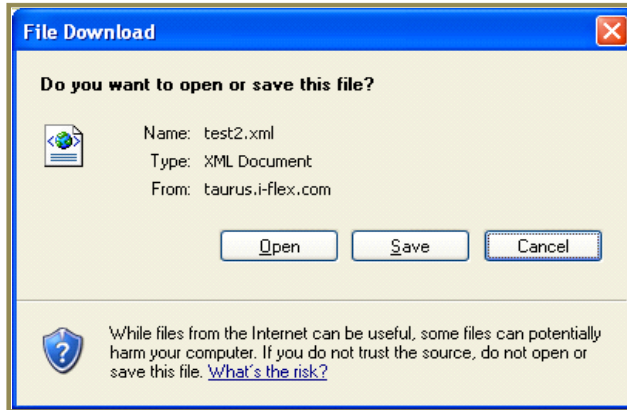 File Download
Do you want to open or save this file?
Name: test2.xml
Type: XML Document
From: taurus.i-flex.com
Open Save Cancel
While files from the Internet can be useful, some files can potentially
harm your computer. If you do not trust the source, do not open or
save this file. What's the risk?